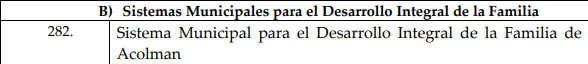 B) Sistemas Municipales para el Desarrollo Integral de la Familia
282. Sistema Municipal para el Desarrollo Integral de la Familia de
Acolman